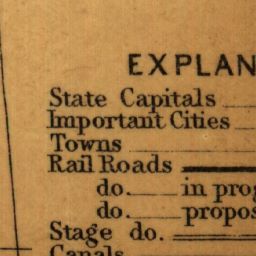 EXPLAN
State Capitals
Important Cities
Towns
Rail Roads
do. in prog
do. propos
Stage do.
Canals